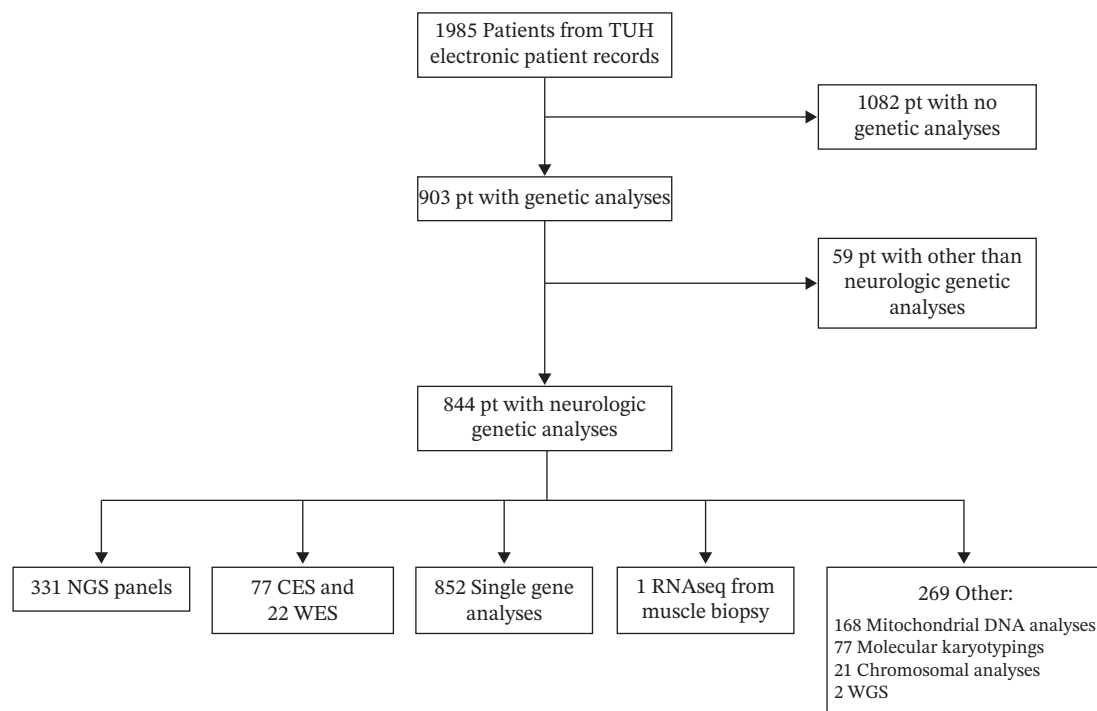 1985 Patients from TUH
electronic patient records
1082 pt with no
genetic analyses
903 pt with genetic analyses
59 pt with other than
neurologic genetic
analyses
844 pt with neurologic
genetic analyses
331 NGS panels
77 CES and
22 WES
852 Single gene
analyses
1 RNAseq from
muscle biopsy
269 Other:
168 Mitochondrial DNA analyses
77 Molecular karyotypings
21 Chromosomal analyses
2 WGS